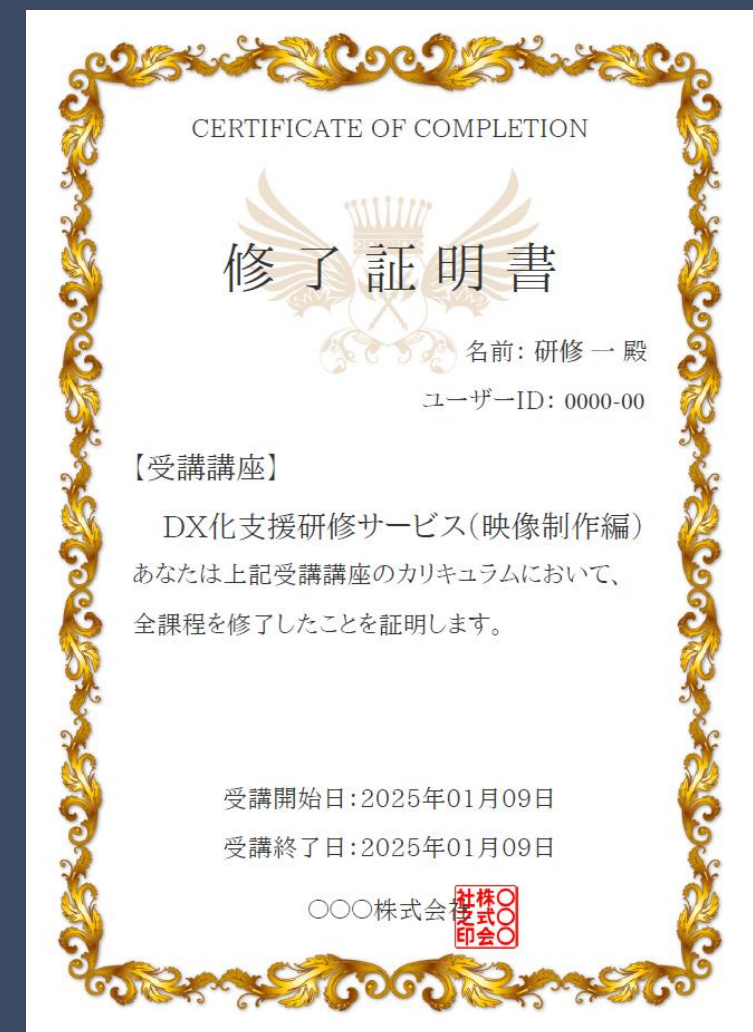 CERTIFICATE OF COMPLETION
修了証明書
名前：研修 一 殿
ユーザーID：0000-00
【受講講座】
DX化支援研修サービス（映像制作編）
あなたは上記受講講座のカリキュラムにおいて、
全課程を修了したことを証明します。
受講開始日：2025年01月09日
受講終了日：2025年01月09日
〇〇〇株式会社
〇〇〇
株式会
社之印